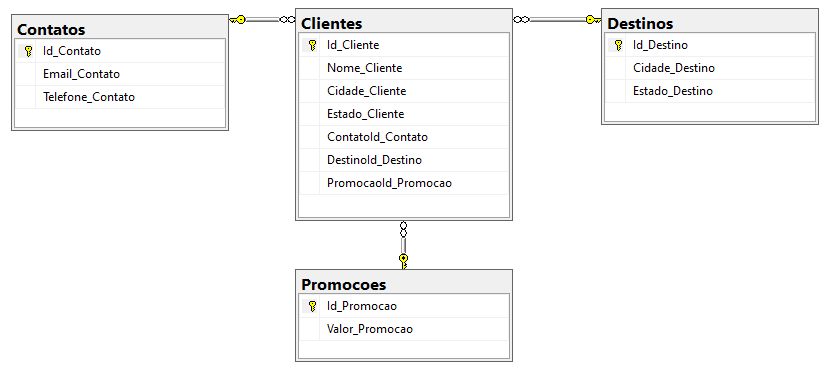 Contatos
Id_Contato
Email_Contato
Telefone_Contato
Clientes
Id_Cliente
Nome_Cliente
Cidade_Cliente
Estado_Cliente
ContatoId_Contato
DestinoId_Destino
PromocaoId_Promocao
Destinos
Id_Destino
Cidade_Destino
Estado_Destino
Promocoes
Id_Promocao
Valor_Promocao